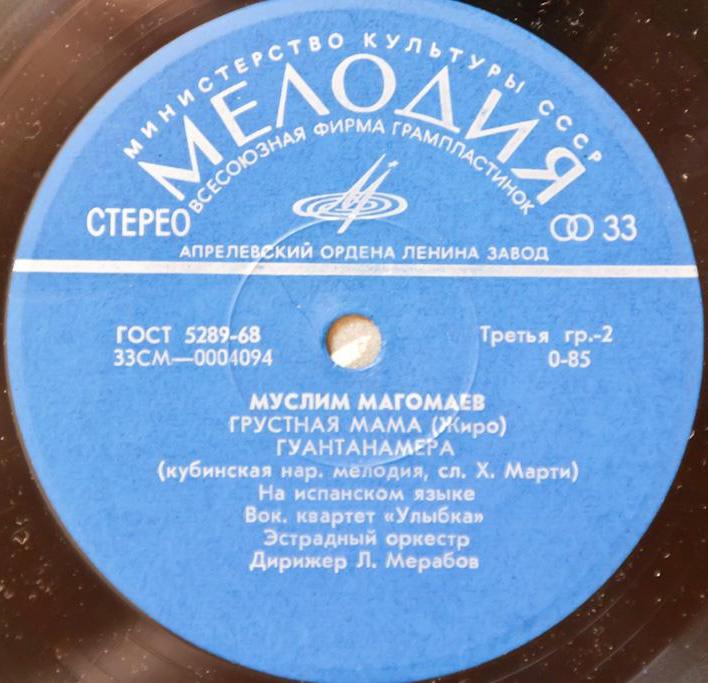 МИНИСТЕРСТВО КУЛЬТУРЫ СССР
МЕЛОДИЯ
ВСЕСОЮЗНАЯ ФИРМА ГРАМПЛАСТИНОК
СТЕРЕО
33
АПРЕЛЕВСКИЙ ОРДЕНА ЛЕНИНА ЗАВОД
ГОСТ 5289-68
Третья гр.-2
33СМ—0004094
0-85
МУСЛИМ МАГОМАЕВ
ГРУСТНАЯ МАМА (Жиро)
ГУАНТАНАМЕРА
(кубинская нар. мелодия, сл. Х. Марти)
На испанском языке
Вок. квартет «Улыбка»
Эстрадный оркестр
Дирижер Л. Мерабов